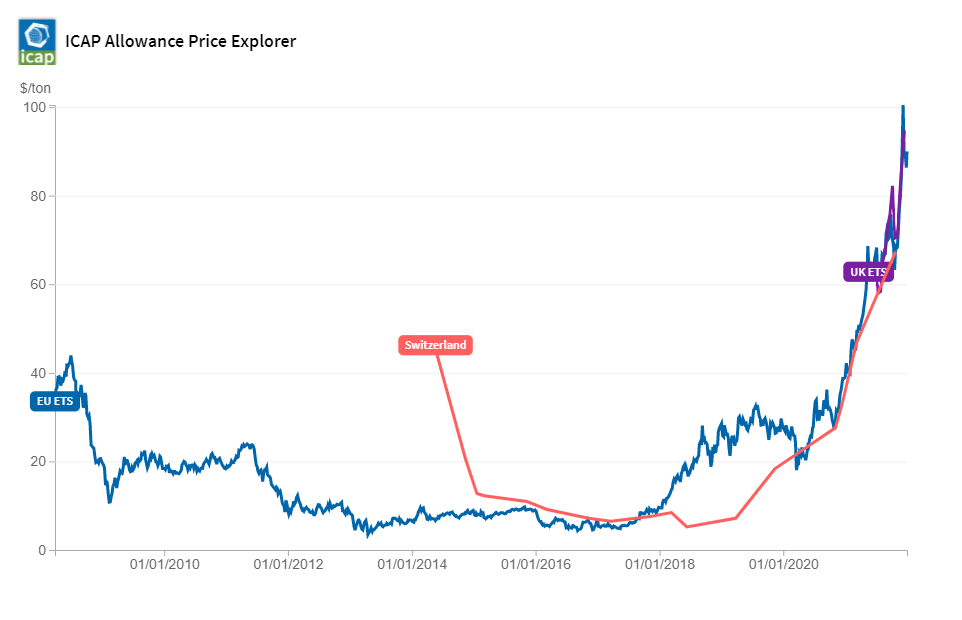 icap
ICAP Allowance Price Explorer
$/ton
100
80
60
40
20
0
EU ETS
Switzerland
UK ETS
01/01/2010
01/01/2012
01/01/2014
01/01/2016
01/01/2018
01/01/2020